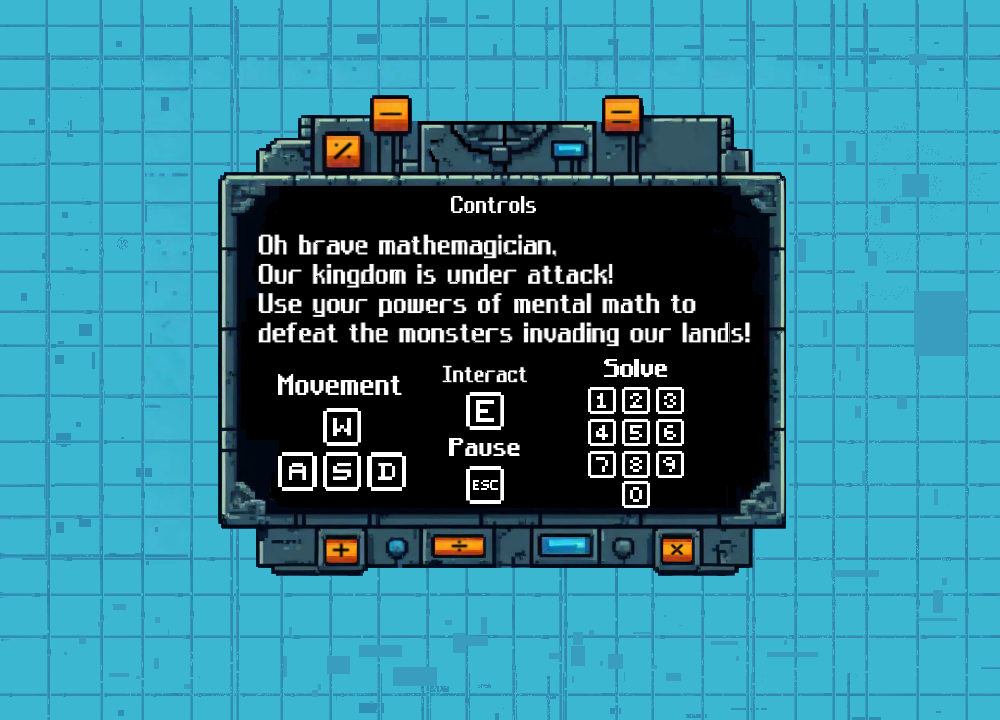 Controls
Oh brave mathemagician,
Our kingdom is under attack!
Use your powers of mental math to
defeat the monsters invading our lands!
Movement
W
A S D
Interact
E
Pause
ESC
Solve
1 2 3
4 5 6
7 8 9
0